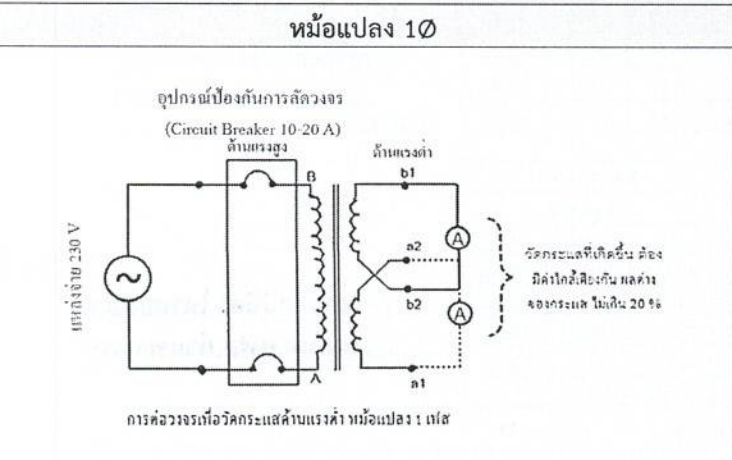 หม้อแปลง 1Ø
อุปกรณ์ป้องกันการลัดวงจร
(Circuit Breaker 10-20 A)
ด้านแรงสูง
ด้านแรงต่ำ
B
b1
A
a2
แหล่งจ่าย 230 V
b2
A
A
a1
วัดกระแสที่เกิดขึ้น ต้อง
มีค่าใกล้เคียงกัน ผลต่าง
ของกระแส ไม่เกิน 20 %
การต่อวงจรเพื่อวัดกระแสด้านแรงต่ำ หม้อแปลง 1 เฟส